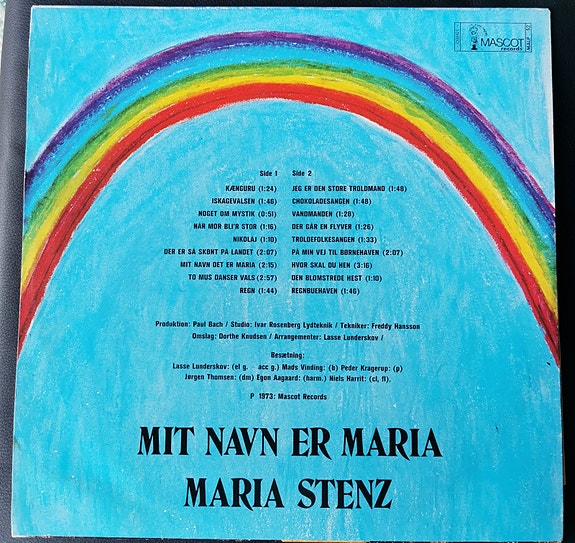 MASCOT
records
MALP 10
Side 1 Side 2
KÆNGURU (1:24) JEG ER DEN STORE TROLDMAND (1:48)
ISKAGEVALSEN (1:46) CHOKOLADESANGEN (1:48)
NOGET OM MYSTIK (0:51) VANDMANDEN (1:28)
NÅR MOR BLI'R STOR (1:16) DER GÅR EN FLYVER (1:26)
NIKOLAJ (1:10) TROLDEFOLKESANGEN (1:33)
DER ER SÅ SKØNT PÅ LANDET (2:07) PÅ MIN VEJ TIL BØRNEHAVEN (2:07)
MIT NAVN DET ER MARIA (2:15) HVOR SKAL DU HEN (3:16)
TO MUS DANSER VALS (2:57) DEN BLOMSTREDE HEST (1:10)
REGN (1:44) REGNBUEHAVEN (1:46)
Produktion: Paul Bach / Studio: Ivar Rosenberg Lydteknik / Tekniker: Freddy Hansson
Omslag: Dorthe Knudsen / Arrangementer: Lasse Lunderskov /
Besætning:
Lasse Lunderskov: (el g. acc g.) Mads Vinding: (b) Peder Kragerup: (p)
Jørgen Thomsen: (dm) Egon Aagaard: (harm.) Niels Harrit: (cl, fl).
P 1973: Mascot Records
MIT NAVN ER MARIA
MARIA STENZ